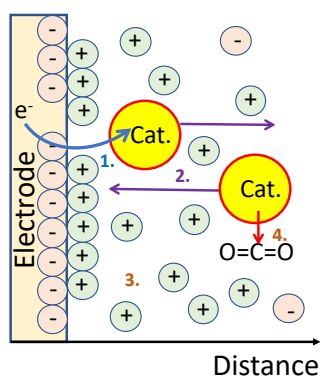 e-
Cat.
1.
2.
Cat.
4.
O=C=O
3.
Electrode
Distance